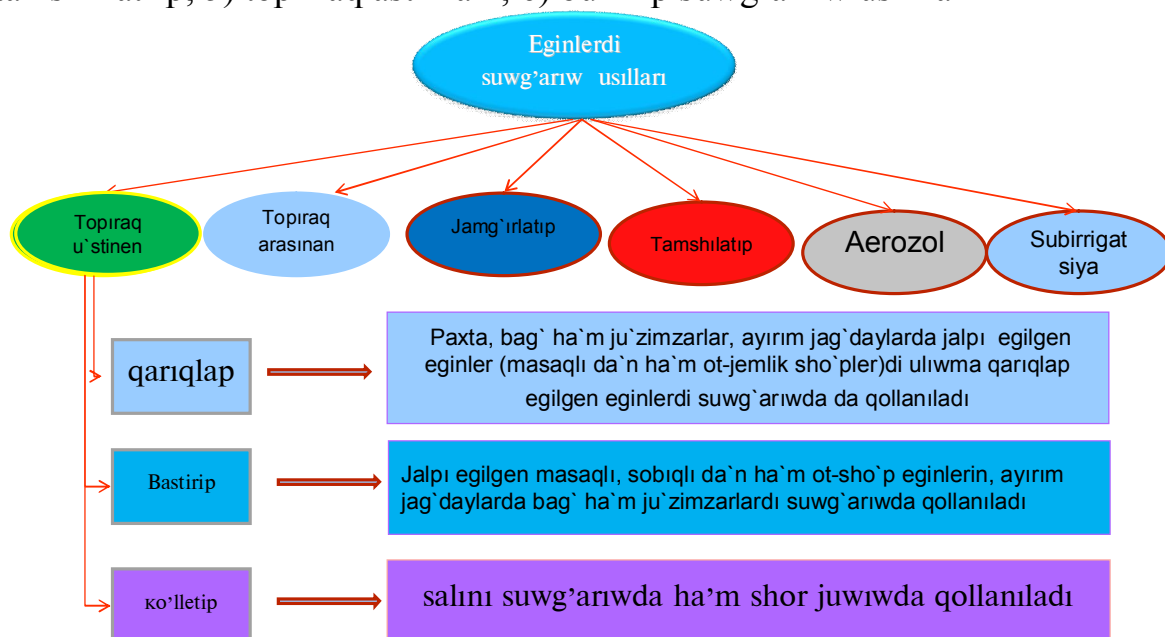 Eginlerdi
suwg’arıw usılları
Topıraq
u`stinen
Topıraq
arasınan
Jamg`ırlatıp
Tamshılatıp
Aerozol
Subirrigat
siya
qarıqlap
Paxta, bag` ha`m ju`zimzarlar, ayırım jag`daylarda jalpı egilgen
eginler (masaqlı da`n ha`m ot-jemlik sho`pler)di ulıwma qarıqlap
egilgen eginlerdi suwg`arıwda da qollanıladı
Bastirip
Jalpı egilgen masaqlı, sobıqlı da`n ha`m ot-sho`p eginlerin, ayırım
jag`daylarda bag` ha`m ju`zimzarlardı suwg`arıwda qollanıladı
ко’lletip
salını suwg’arıwda ha’m shor juwıwda qollanıladı